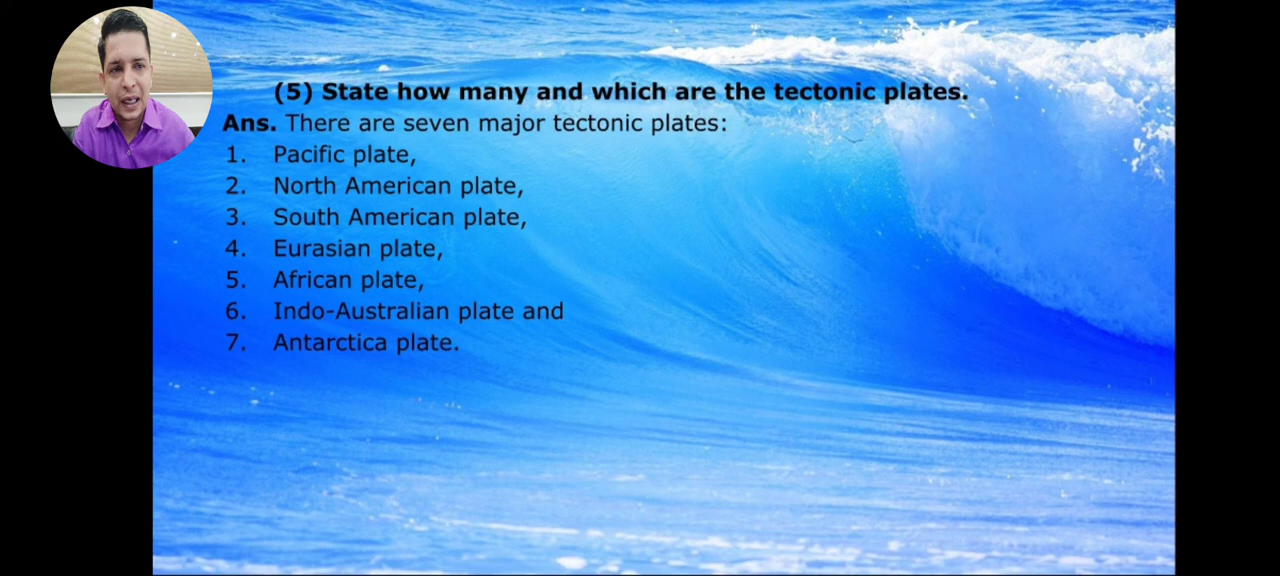 (5) State how many and which are the tectonic plates.
Ans. There are seven major tectonic plates:
1. Pacific plate,
2. North American plate,
3. South American plate,
4. Eurasian plate,
5. African plate,
6. Indo-Australian plate and
7. Antarctica plate.